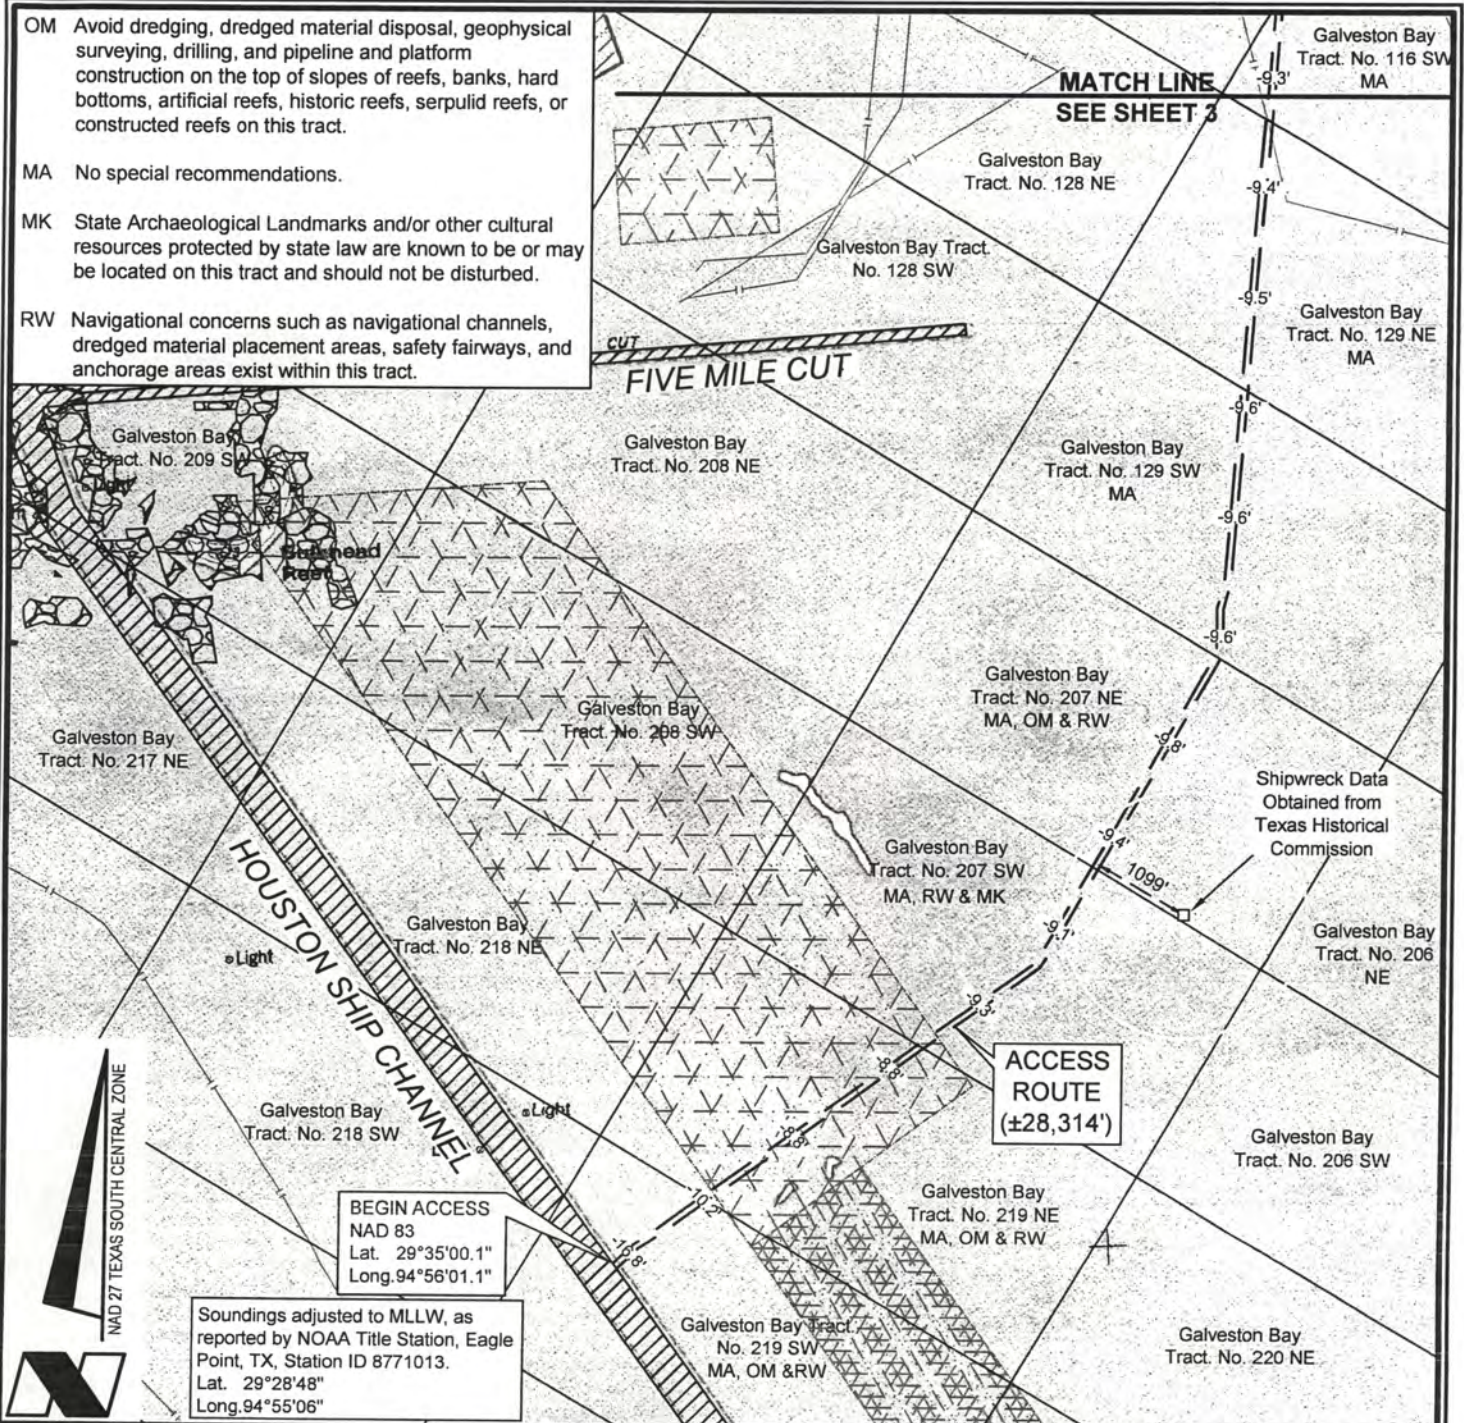 OM Avoid dredging, dredged material disposal, geophysical
surveying, drilling, and pipeline and platform
construction on the top of slopes of reefs, banks, hard
bottoms, artificial reefs, historic reefs, serpulid reefs, or
constructed reefs on this tract.
MA No special recommendations.
MK State Archaeological Landmarks and/or other cultural
resources protected by state law are known to be or may
be located on this tract and should not be disturbed.
RW Navigational concerns such as navigational channels,
dredged material placement areas, safety fairways, and
anchorage areas exist within this tract.
Galveston Bay
Tract. No. 116 SW
MA
MATCH LINE
SEE SHEET 3
-9.3'
Galveston Bay
Tract. No. 128 NE
-9.4'
Galveston Bay Tract.
No. 128 SW
-9.5'
Galveston Bay
Tract. No. 129 NE
MA
CUT
FIVE MILE CUT
-9.6'
Galveston Bay
Tract. No. 209 SW
Light
Galveston Bay
Tract. No. 208 NE
Galveston Bay
Tract. No. 129 SW
MA
-9.6'
Reef
-9.6'
Galveston Bay
Tract. No. 207 NE
MA, OM & RW
Galveston Bay
Tract. No. 208 SW
-9.8'
Galveston Bay
Tract. No. 217 NE
Shipwreck Data
Obtained from
Texas Historical
Commission
-9.4'
1099'
Galveston Bay
Tract. No. 207 SW
MA, RW & MK
-9.1'
HOUSTON SHIP CHANNEL
Galveston Bay
Tract. No. 218 NE
Light
Galveston Bay
Tract. No. 206
NE
-9.3'
ACCESS
ROUTE
(±28,314')
-8.8'
Galveston Bay
Tract. No. 218 SW
Light
-8.8'
Galveston Bay
Tract. No. 206 SW
NAD 27 TEXAS SOUTH CENTRAL ZONE
-10.2'
Galveston Bay
Tract. No. 219 NE
MA, OM & RW
BEGIN ACCESS
NAD 83
Lat. 29°35'00.1"
Long.94°56'01.1"
-16.8'
Soundings adjusted to MLLW, as
reported by NOAA Title Station, Eagle
Point, TX, Station ID 8771013.
Lat. 29°28'48"
Long.94°55'06"
Galveston Bay Tract.
No. 219 SW
MA, OM &RW
Galveston Bay
Tract. No. 220 NE
N